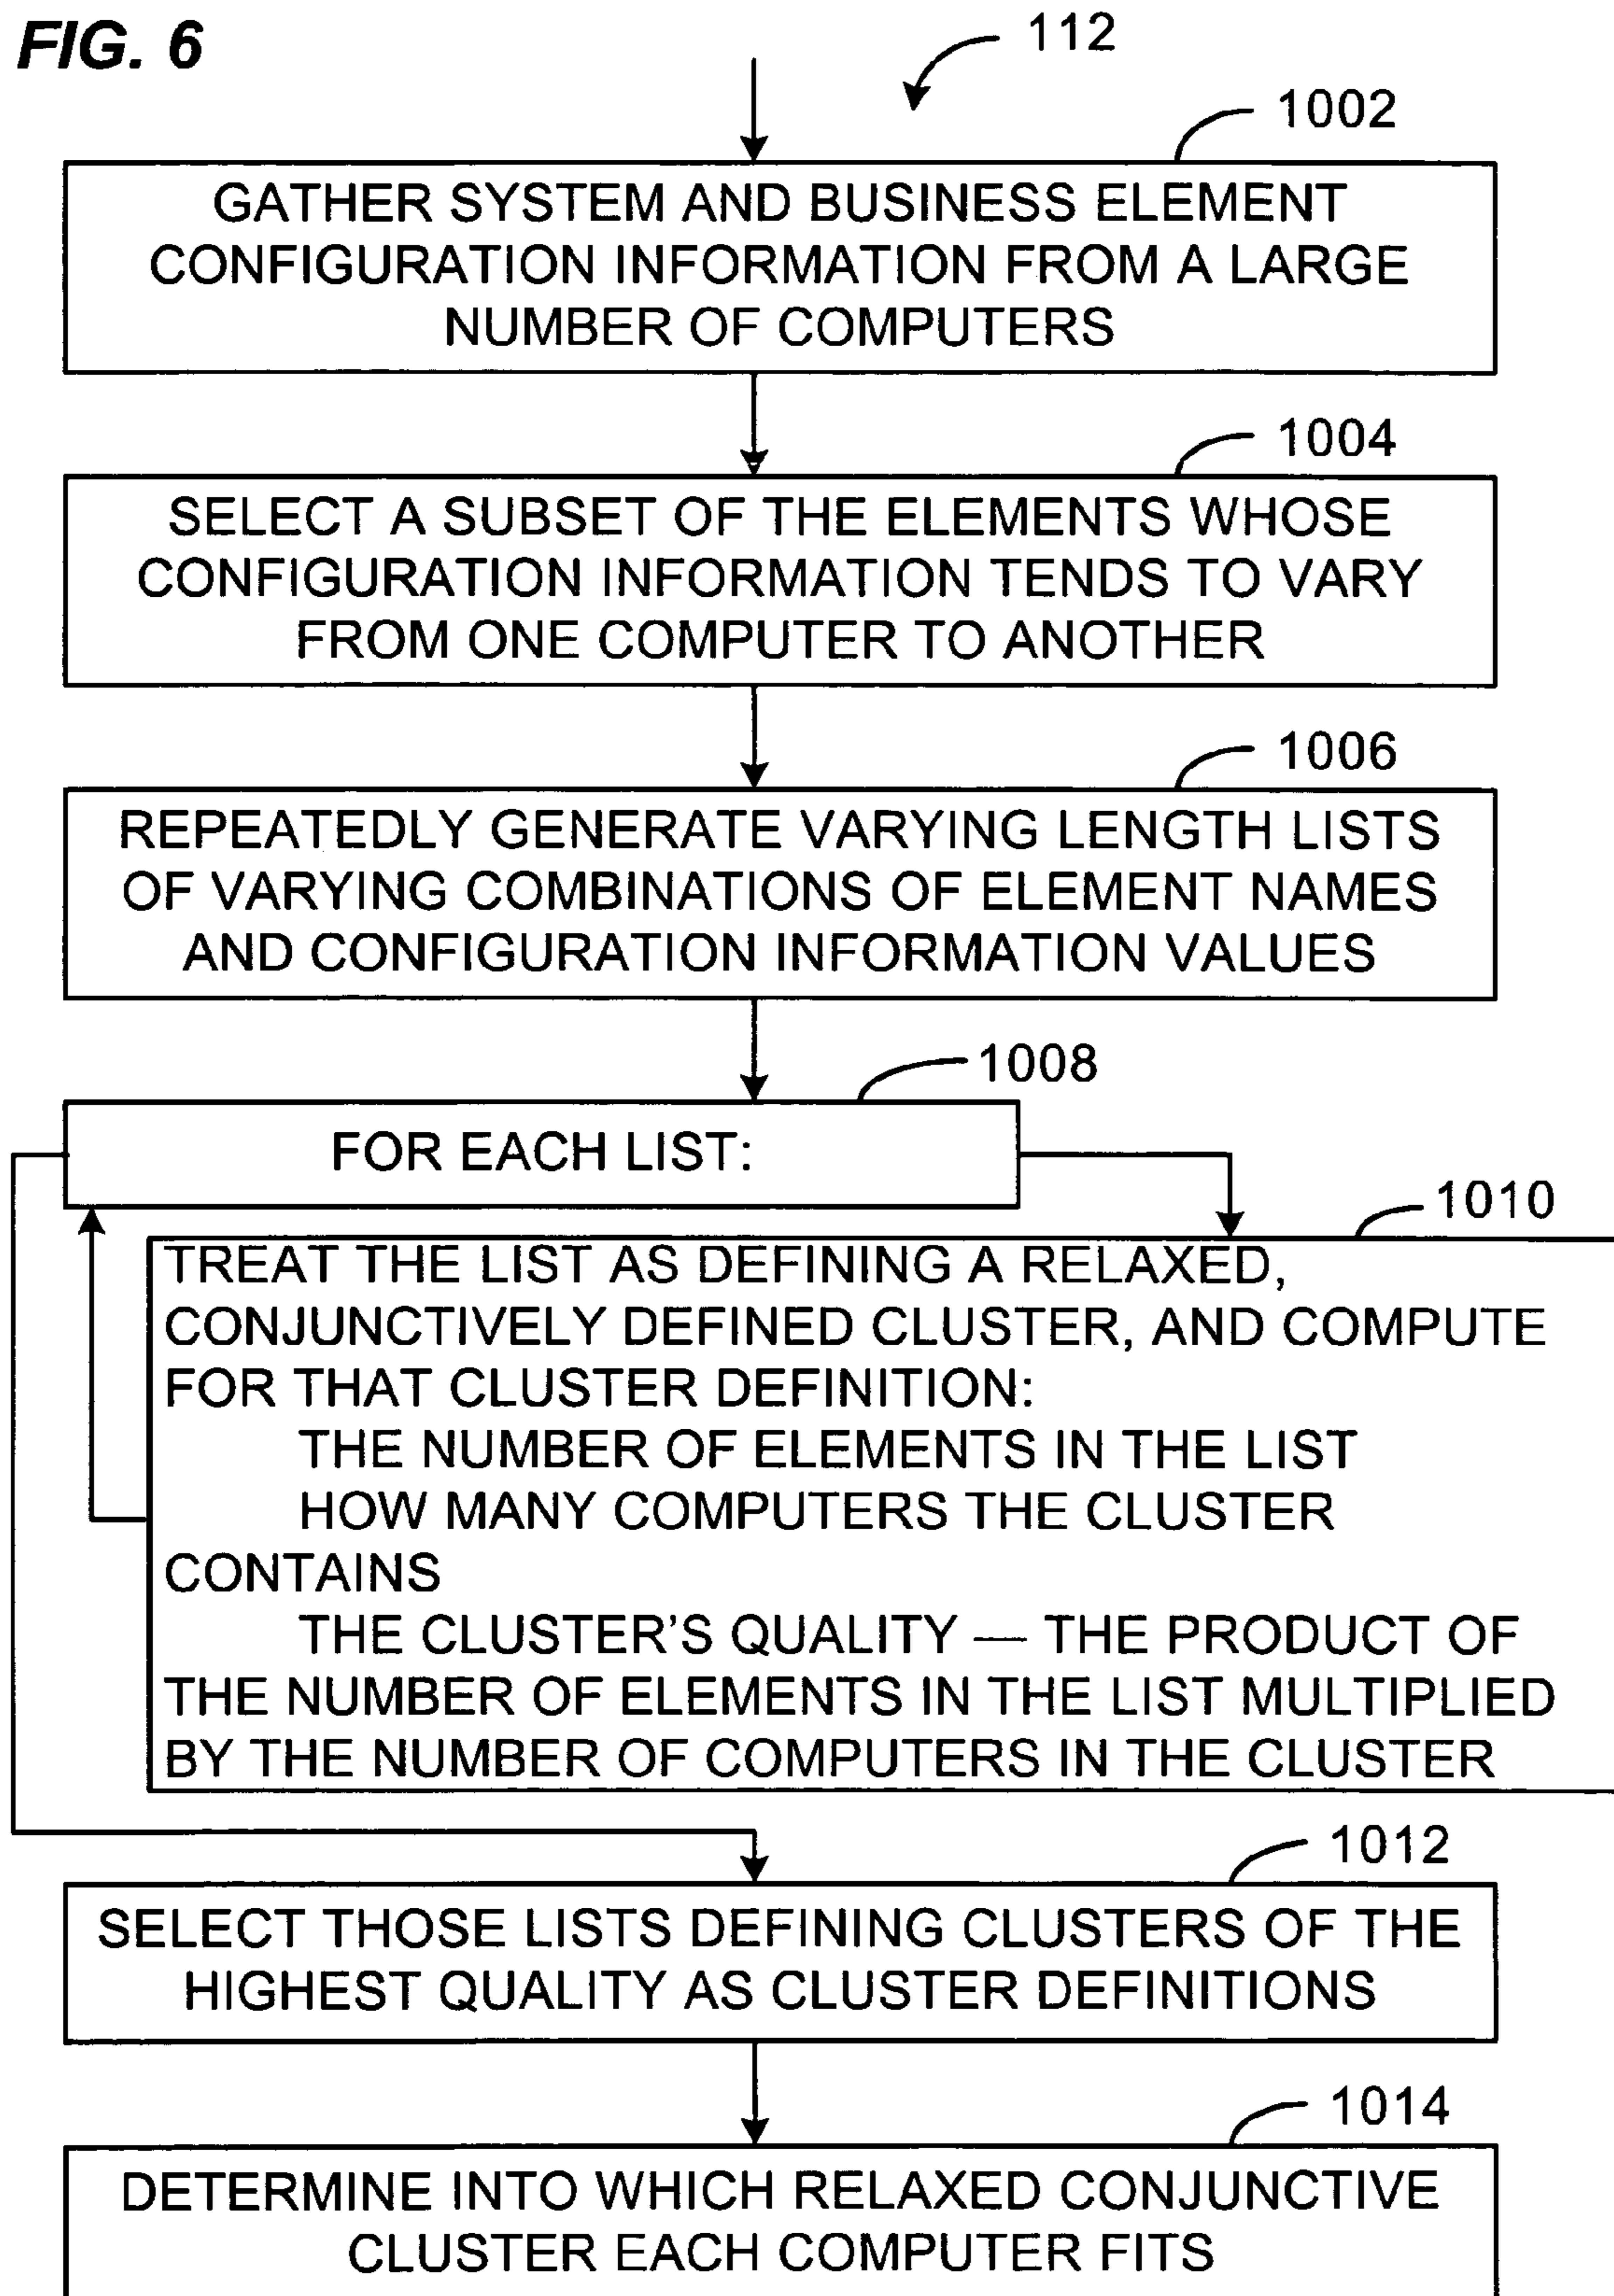 FIG. 6
112
1002
GATHER SYSTEM AND BUSINESS ELEMENT
CONFIGURATION INFORMATION FROM A LARGE
NUMBER OF COMPUTERS
1004
SELECT A SUBSET OF THE ELEMENTS WHOSE
CONFIGURATION INFORMATION TENDS TO VARY
FROM ONE COMPUTER TO ANOTHER
1006
REPEATEDLY GENERATE VARYING LENGTH LISTS
OF VARYING COMBINATIONS OF ELEMENT NAMES
AND CONFIGURATION INFORMATION VALUES
1008
FOR EACH LIST:
1010
TREAT THE LIST AS DEFINING A RELAXED,
CONJUNCTIVELY DEFINED CLUSTER, AND COMPUTE
FOR THAT CLUSTER DEFINITION:
THE NUMBER OF ELEMENTS IN THE LIST
HOW MANY COMPUTERS THE CLUSTER
CONTAINS
THE CLUSTER'S QUALITY — THE PRODUCT OF
THE NUMBER OF ELEMENTS IN THE LIST MULTIPLIED
BY THE NUMBER OF COMPUTERS IN THE CLUSTER
1012
SELECT THOSE LISTS DEFINING CLUSTERS OF THE
HIGHEST QUALITY AS CLUSTER DEFINITIONS
1014
DETERMINE INTO WHICH RELAXED CONJUNCTIVE
CLUSTER EACH COMPUTER FITS